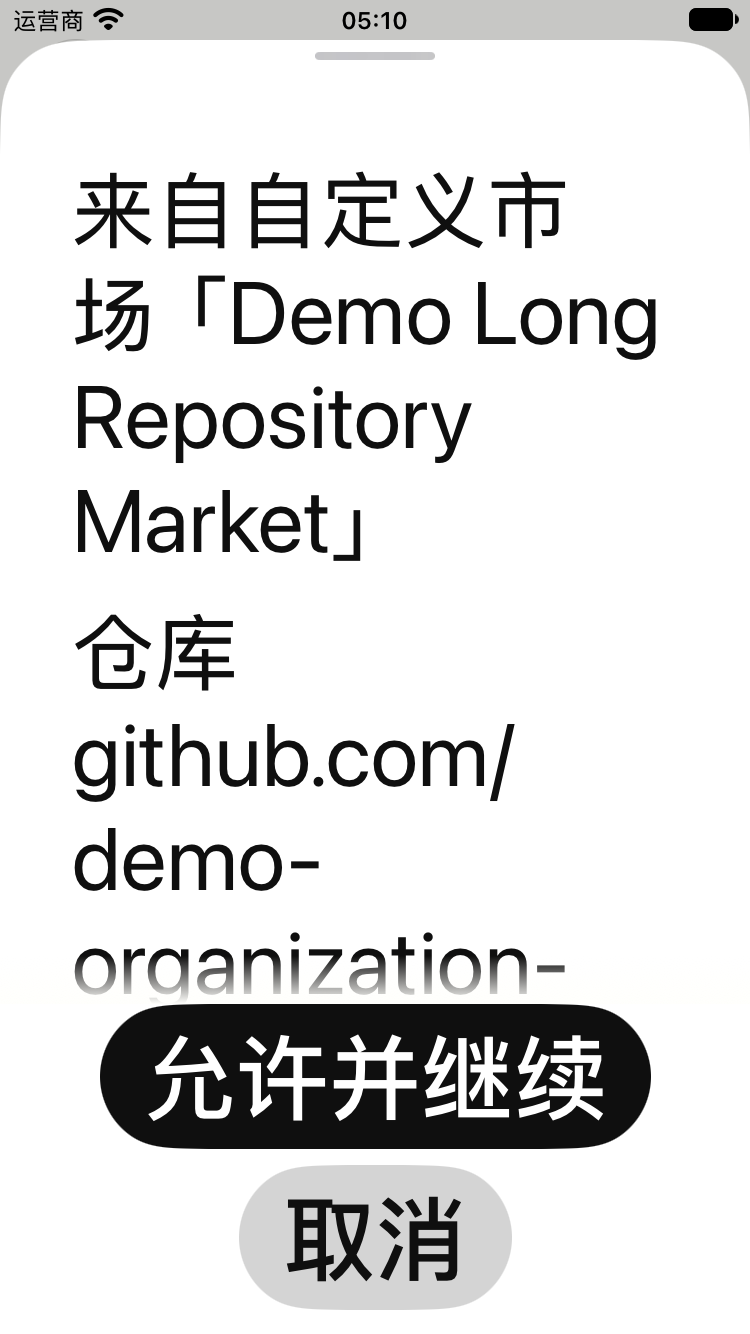 运营商
05:10
来自自定义市
场「Demo Long
Repository
Market」
仓库
github.com/
demo-
organization-
允许并继续
取消